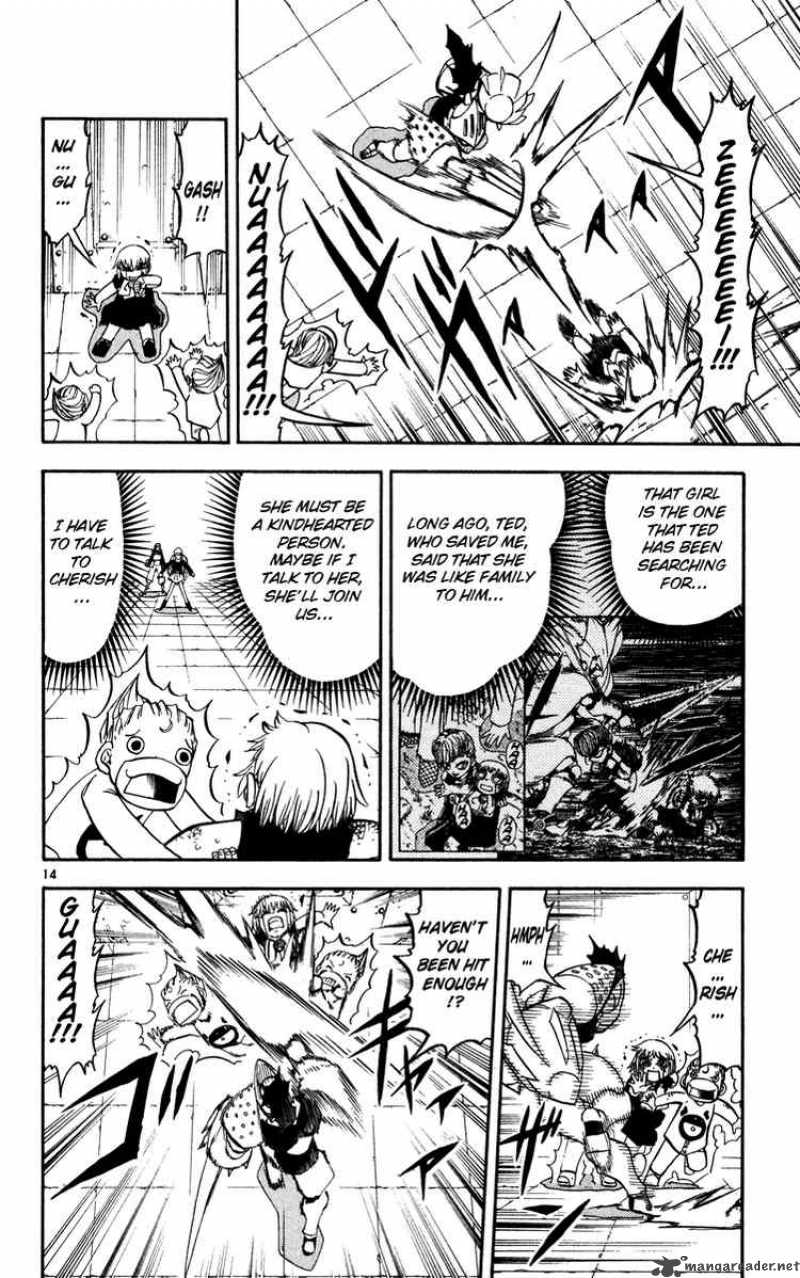 ZEEEEEEEEI!!!
NUAAAAAAAA!!!
GASH
!!
NU
...
GU
...
THAT GIRL
IS THE ONE
THAT TED
HAS BEEN
SEARCHING
FOR...
LONG AGO, TED,
WHO SAVED ME,
SAID THAT SHE
WAS LIKE FAMILY
TO HIM...
SHE MUST BE
A KINDHEARTED
PERSON.
MAYBE IF I
TALK TO HER,
SHE'LL JOIN
US...
I HAVE
TO TALK
TO
CHERISH
...
14
CHE
...
RISH
...
HMPH
...
HAVEN'T
YOU
BEEN HIT
ENOUGH
!?
GUAAAA!!!
mangareader.net